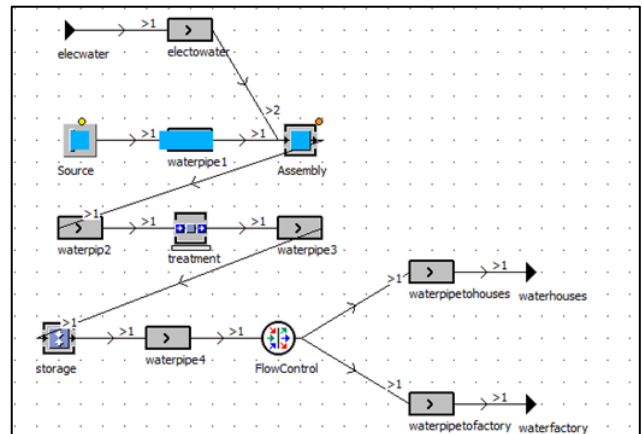 >1 >1
elecwater electowater
>2
>1 >1
Source waterpipe1 Assembly
>1 >1 >1
waterpip2 treatment waterpipe3
>1 >1
>1 waterpipetohouses waterhouses
>1 >1
storage waterpipe4 FlowControl
>1 >1
waterpipetofactory waterfactory